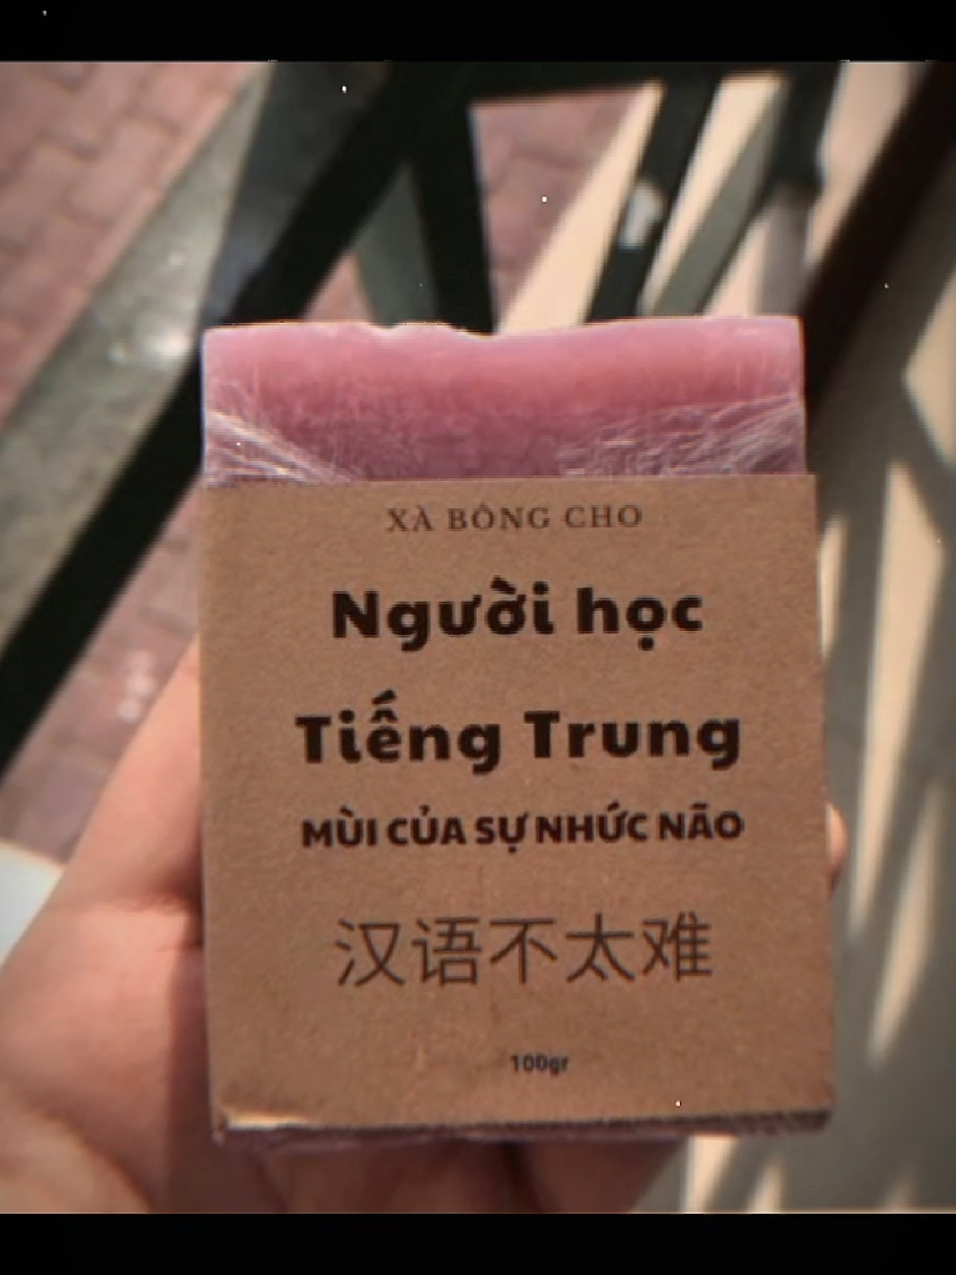 XÀ BÔNG CHO
Người học
Tiếng Trung
MÙI CỦA SỰ NHỨC NÃO
汉语不太难
100gr